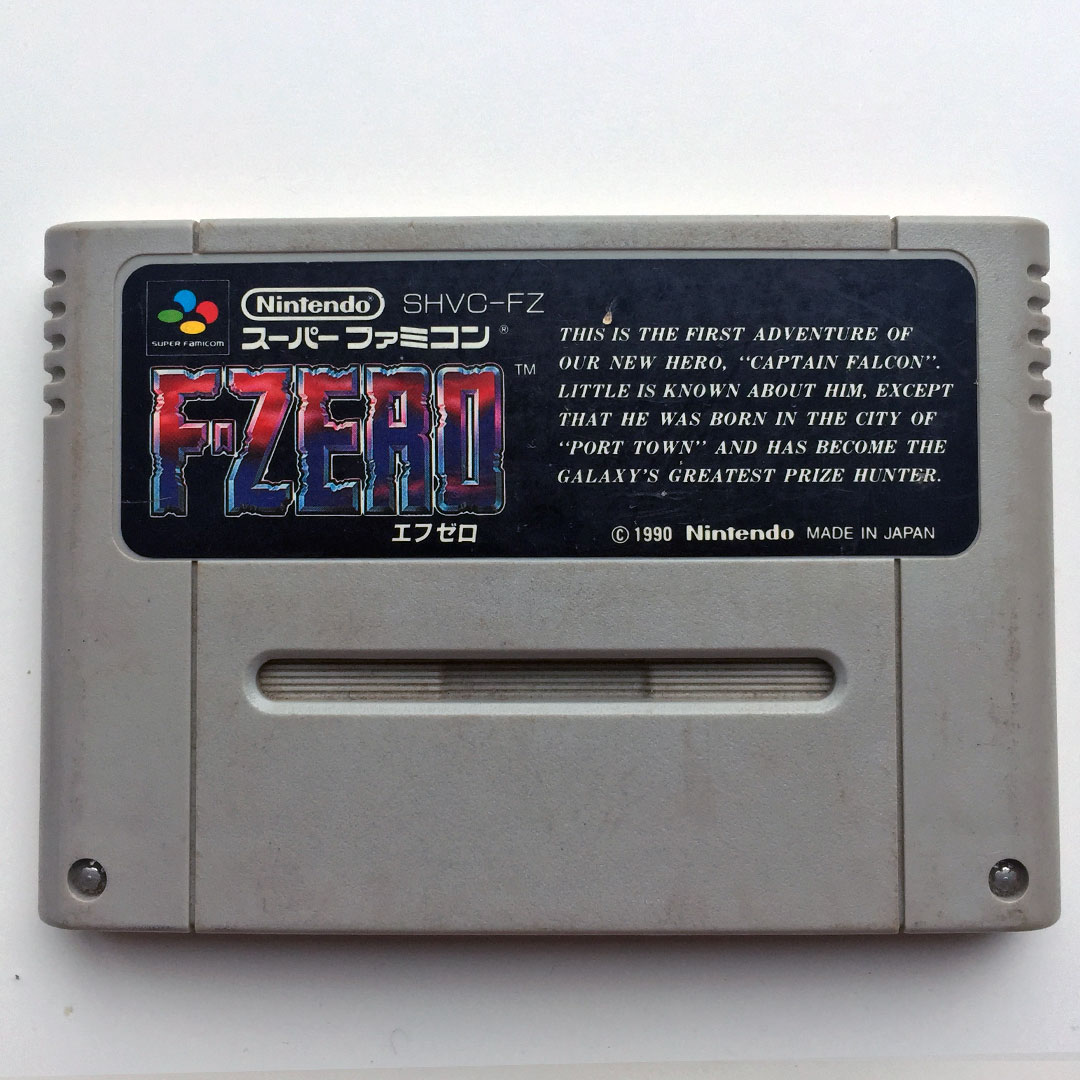 SUPER FAMICOM
Nintendo® SHVC-FZ
スーパーファミコン®
F-ZERO™
エフゼロ
THIS IS THE FIRST ADVENTURE OF
OUR NEW HERO, “CAPTAIN FALCON”.
LITTLE IS KNOWN ABOUT HIM, EXCEPT
THAT HE WAS BORN IN THE CITY OF
“PORT TOWN” AND HAS BECOME THE
GALAXY'S GREATEST PRIZE HUNTER.
© 1990 Nintendo MADE IN JAPAN